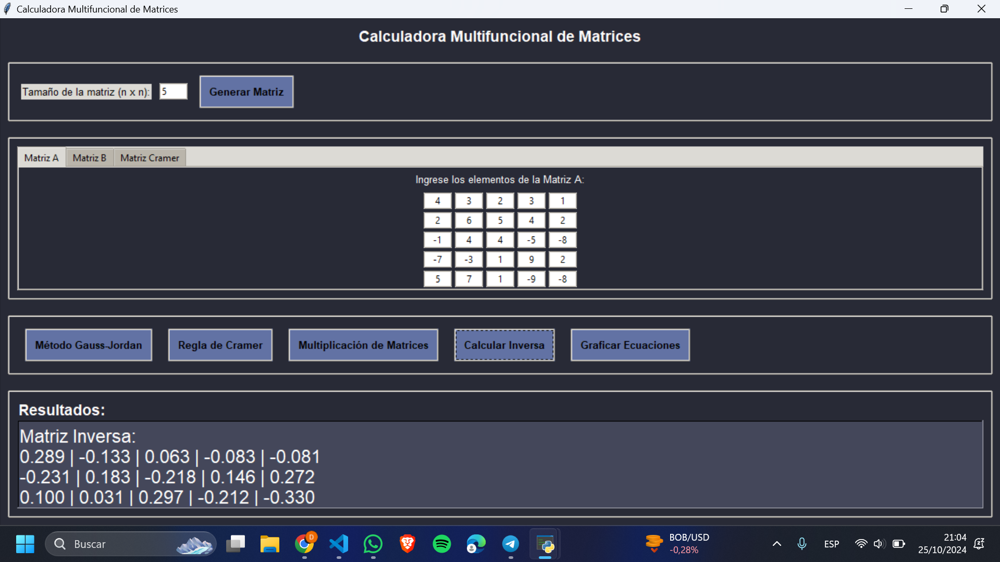 Calculadora Multifuncional de Matrices
Calculadora Multifuncional de Matrices
Tamaño de la matriz (n x n): 5 Generar Matriz
Matriz A Matriz B Matriz Cramer
Ingrese los elementos de la Matriz A:
4 3 2 3 1
2 6 5 4 2
-1 4 4 -5 -8
-7 -3 1 9 2
5 7 1 -9 -8
Método Gauss-Jordan Regla de Cramer Multiplicación de Matrices Calcular Inversa Graficar Ecuaciones
Resultados:
Matriz Inversa:
0.289 | -0.133 | 0.063 | -0.083 | -0.081
-0.231 | 0.183 | -0.218 | 0.146 | 0.272
0.100 | 0.031 | 0.297 | -0.212 | -0.330
Buscar
D
BOB/USD
-0,28%
ESP
21:04
25/10/2024